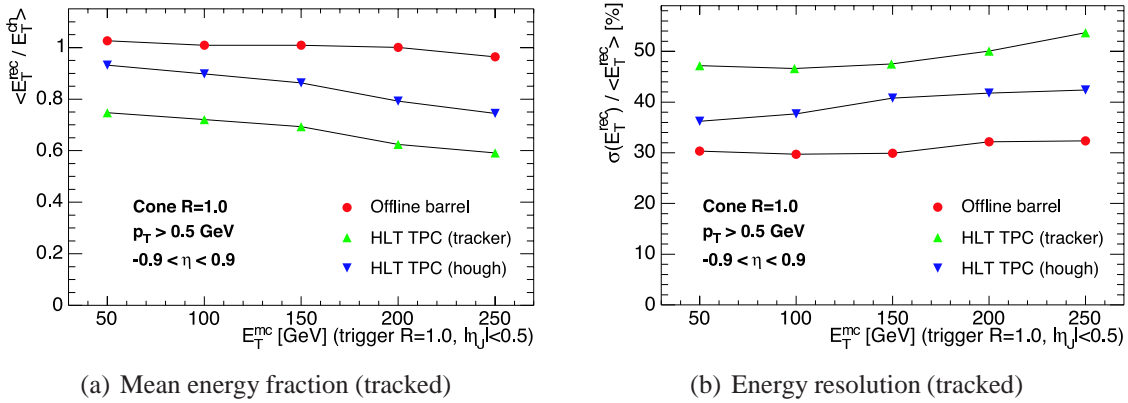 <E_T^rec / E_T^ch>
1
0.8
0.6
0.4
0.2
0
Cone R=1.0
p_T > 0.5 GeV
-0.9 < η < 0.9
Offline barrel
HLT TPC (tracker)
HLT TPC (hough)
50 100 150 200 250
E_T^mc [GeV] (trigger R=1.0, |η_J|<0.5)
(a) Mean energy fraction (tracked)
σ(E_T^rec) / <E_T^rec> [%]
50
40
30
20
10
0
Cone R=1.0
p_T > 0.5 GeV
-0.9 < η < 0.9
Offline barrel
HLT TPC (tracker)
HLT TPC (hough)
50 100 150 200 250
E_T^mc [GeV] (trigger R=1.0, |η_J|<0.5)
(b) Energy resolution (tracked)